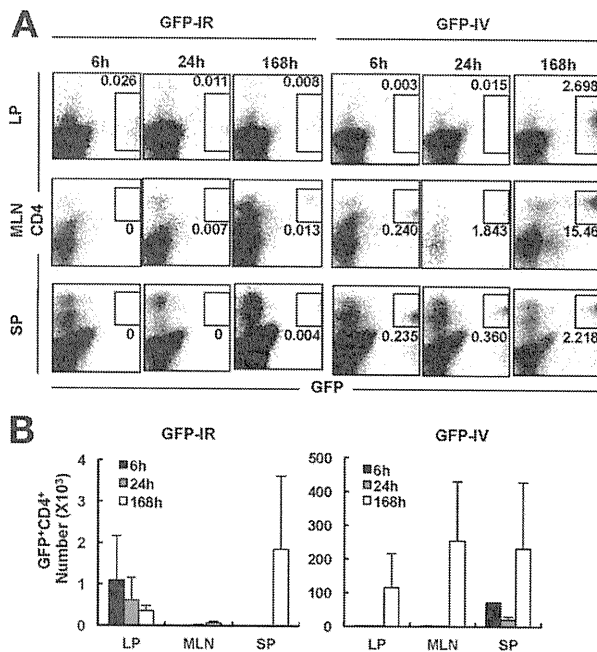 A
GFP-IR GFP-IV
6h 24h 168h 6h 24h 168h
LP 0.026 0.011 0.008 0.003 0.015 2.698
MLN 0 0.007 0.013 0.240 1.843 15.46
CD4
SP 0 0 0.004 0.235 0.360 2.218
GFP
B
GFP-IR GFP-IV
GFP+CD4+
Number (X10³)
4
3
2
1
0
6h
24h
168h
LP MLN SP
500
400
300
200
100
0
6h
24h
168h
LP MLN SP